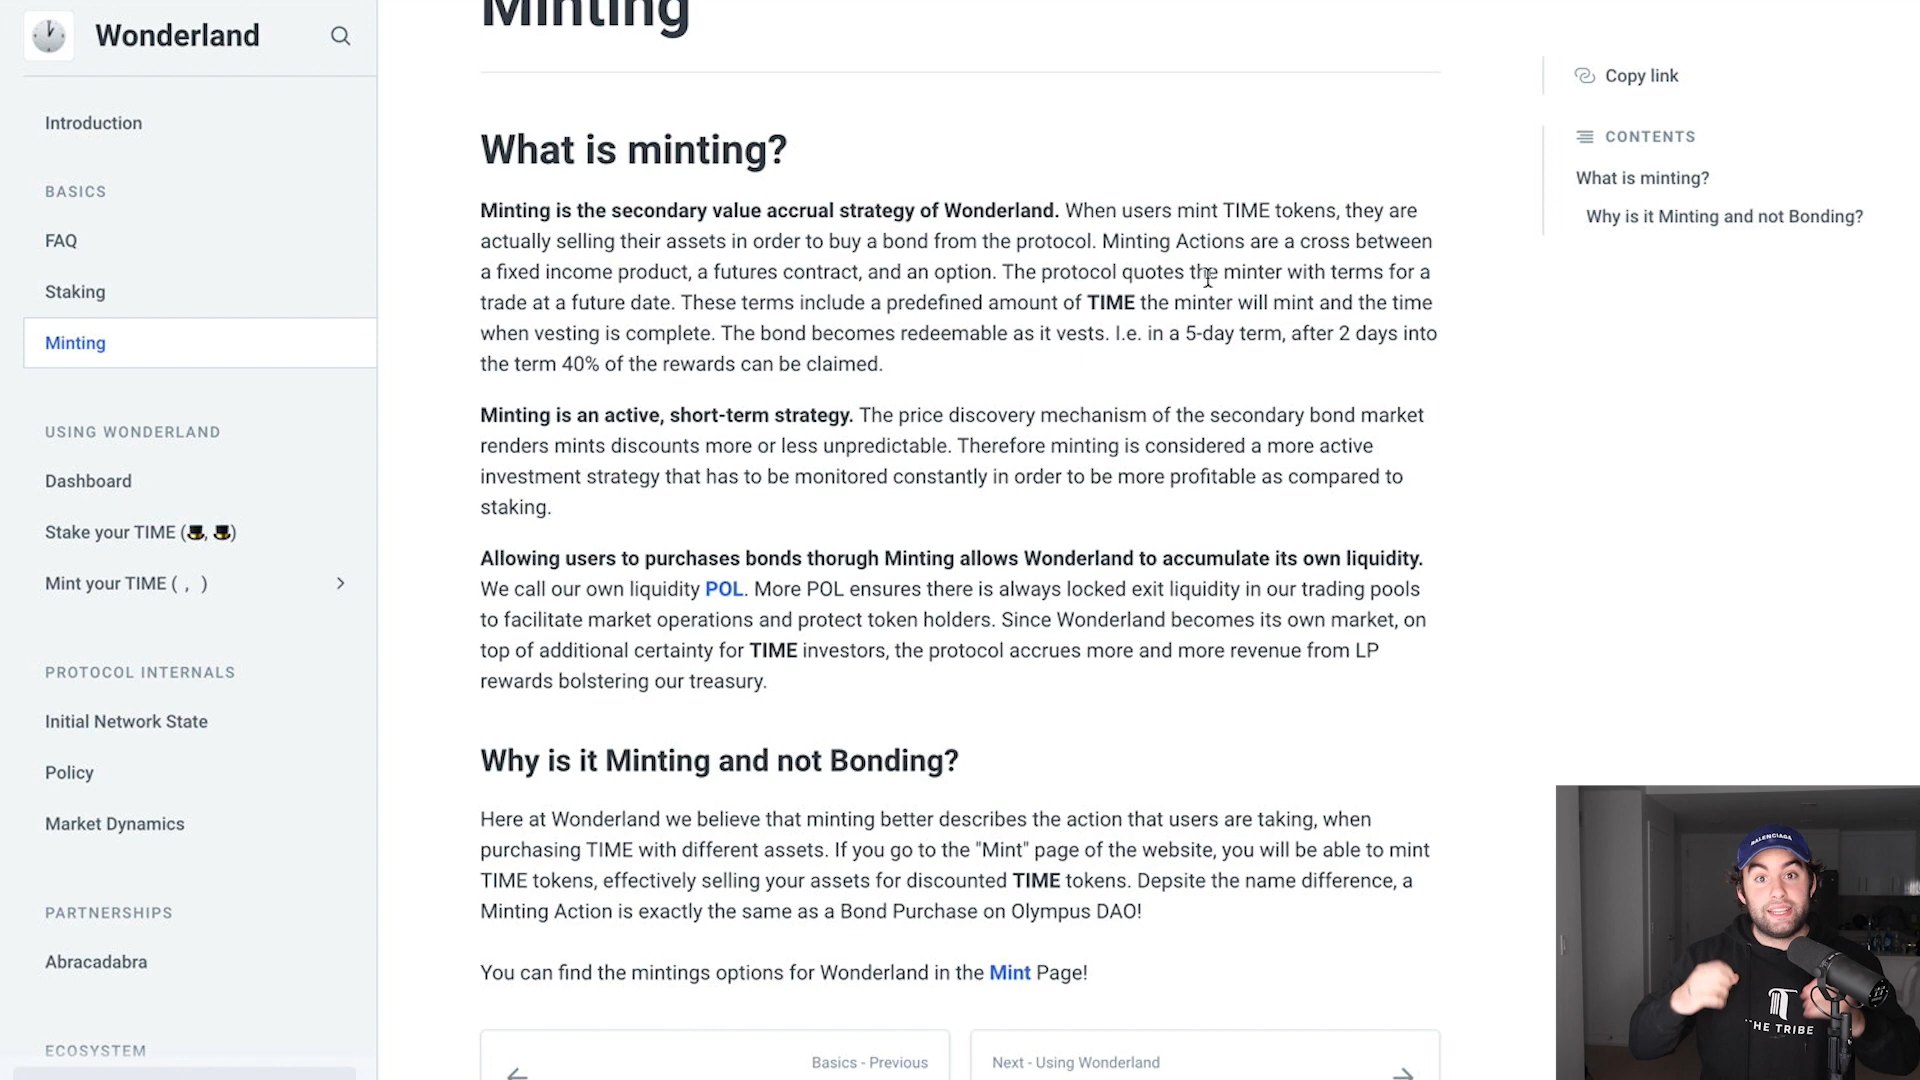 Wonderland
Introduction
BASICS
FAQ
Staking
Minting
USING WONDERLAND
Dashboard
Stake your TIME (🎩, 🎩)
Mint your TIME ( , )
PROTOCOL INTERNALS
Initial Network State
Policy
Market Dynamics
PARTNERSHIPS
Abracadabra
ECOSYSTEM
Minting
What is minting?
Minting is the secondary value accrual strategy of Wonderland. When users mint TIME tokens, they are
actually selling their assets in order to buy a bond from the protocol. Minting Actions are a cross between
a fixed income product, a futures contract, and an option. The protocol quotes the minter with terms for a
trade at a future date. These terms include a predefined amount of TIME the minter will mint and the time
when vesting is complete. The bond becomes redeemable as it vests. I.e. in a 5-day term, after 2 days into
the term 40% of the rewards can be claimed.
Minting is an active, short-term strategy. The price discovery mechanism of the secondary bond market
renders mints discounts more or less unpredictable. Therefore minting is considered a more active
investment strategy that has to be monitored constantly in order to be more profitable as compared to
staking.
Allowing users to purchases bonds thorugh Minting allows Wonderland to accumulate its own liquidity.
We call our own liquidity POL. More POL ensures there is always locked exit liquidity in our trading pools
to facilitate market operations and protect token holders. Since Wonderland becomes its own market, on
top of additional certainty for TIME investors, the protocol accrues more and more revenue from LP
rewards bolstering our treasury.
Why is it Minting and not Bonding?
Here at Wonderland we believe that minting better describes the action that users are taking, when
purchasing TIME with different assets. If you go to the "Mint" page of the website, you will be able to mint
TIME tokens, effectively selling your assets for discounted TIME tokens. Depsite the name difference, a
Minting Action is exactly the same as a Bond Purchase on Olympus DAO!
You can find the mintings options for Wonderland in the Mint Page!
Basics - Previous
Next - Using Wonderland
Copy link
CONTENTS
What is minting?
Why is it Minting and not Bonding?
BALENCIAGA
THE TRIBE